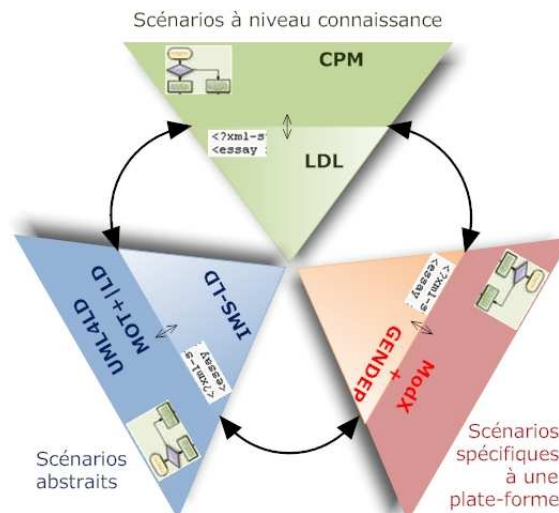 Scénarios à niveau connaissance
CPM
<?xml-s
<essay
LDL
UML4LD
MOT+LD
IMS-LD
<?xml-s
<essay
<?xml-s
<essay
GENDEP
+
ModX
Scénarios
abstraits
Scénarios
spécifiques
à une
plate-forme